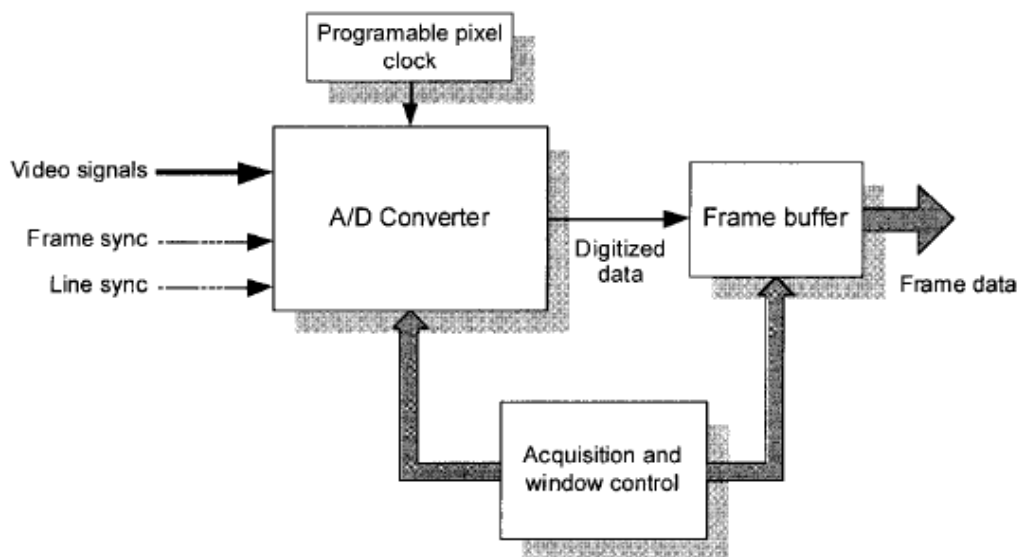 Programable pixel
clock
Video signals
A/D Converter
Frame buffer
Frame sync
Digitized
data
Line sync
Frame data
Acquisition and
window control